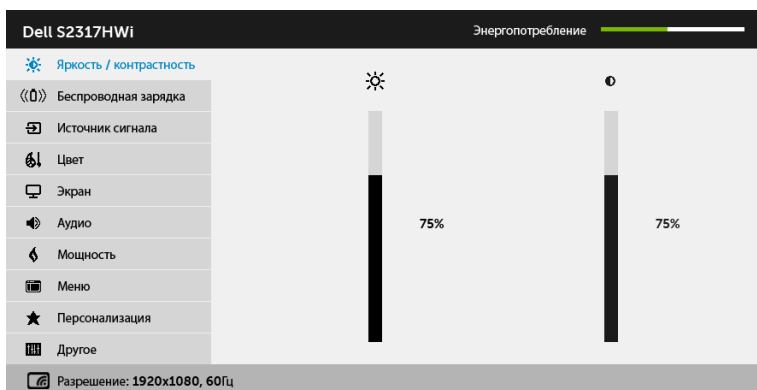 Dell S2317HWi
Энергопотребление
Яркость / контрастность
Беспроводная зарядка
Источник сигнала
Цвет
Экран
Аудио
75%
75%
Мощность
Меню
Персонализация
Другое
Разрешение: 1920x1080, 60Гц